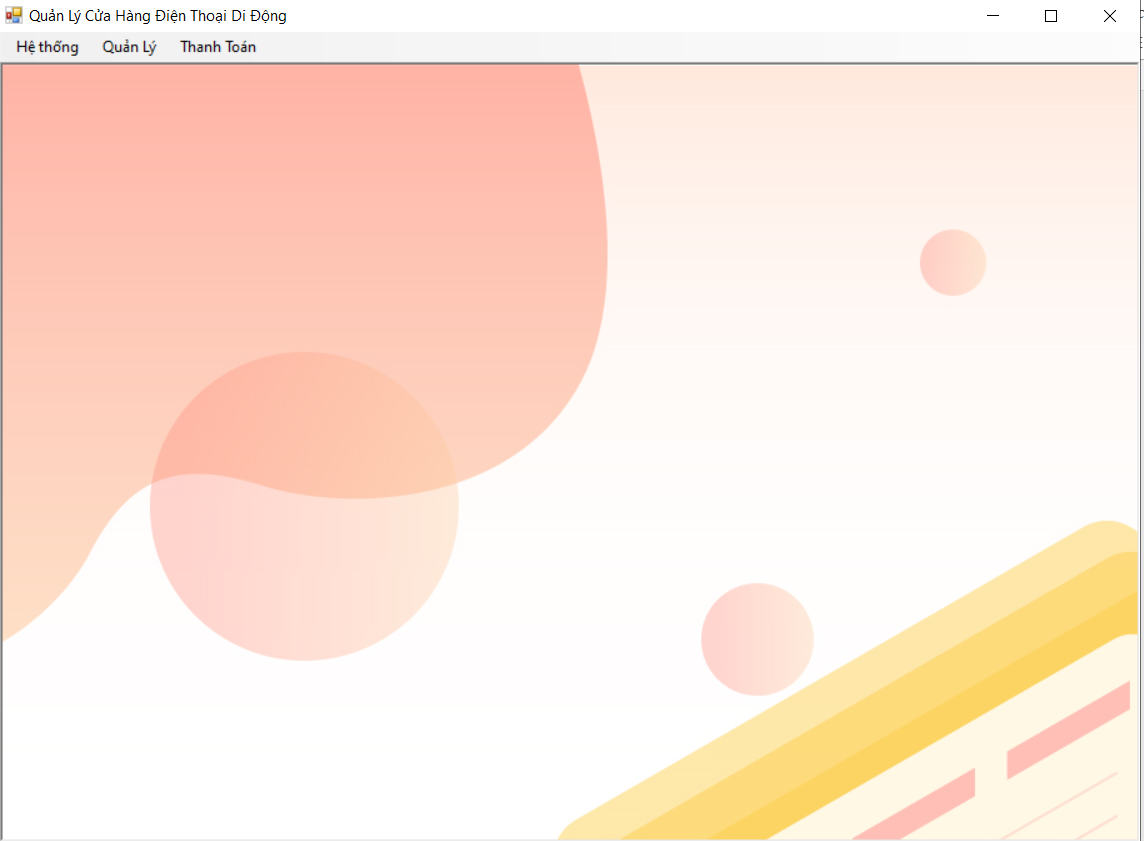 Quản Lý Cửa Hàng Điện Thoại Di Động
Hệ thống Quản Lý Thanh Toán